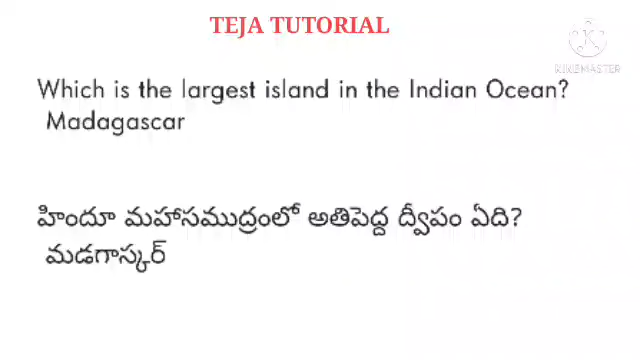 TEJA TUTORIAL
KINEMASTER
Which is the largest island in the Indian Ocean?
Madagascar
హిందూ మహాసముద్రంలో అతిపెద్ద ద్వీపం ఏది?
మడగాస్కర్